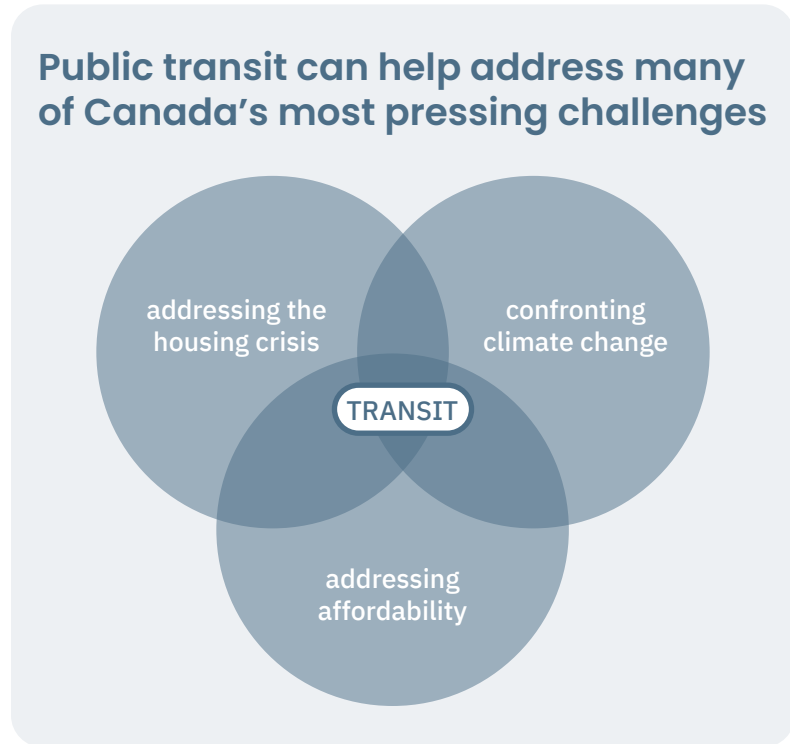 Public transit can help address many
of Canada’s most pressing challenges
addressing the
housing crisis
confronting
climate change
TRANSIT
addressing
affordability